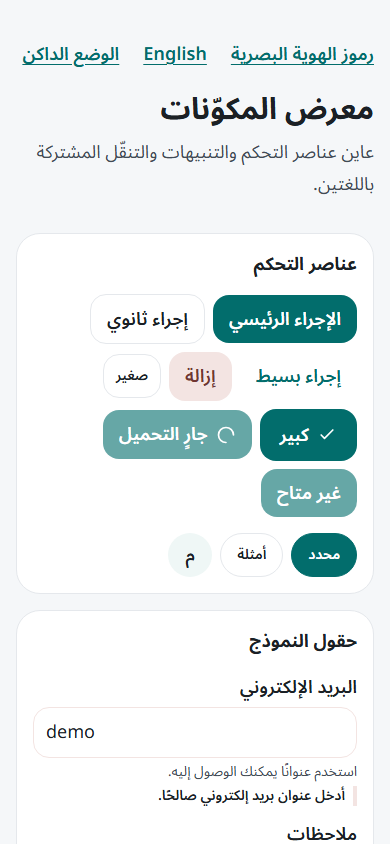 رموز الهوية البصرية
English
الوضع الداكن
معرض المكوّنات
عاين عناصر التحكم والتنبيهات والتنقّل المشتركة
باللغتين.
عناصر التحكم
الإجراء الرئيسي
إجراء ثانوي
إجراء بسيط
إزالة
صغير
كبير
جارٍ التحميل
غير متاح
محدد
أمثلة
م
حقول النموذج
البريد الإلكتروني
demo
استخدم عنوانًا يمكنك الوصول إليه.
أدخل عنوان بريد إلكتروني صالحًا.
ملاحظات